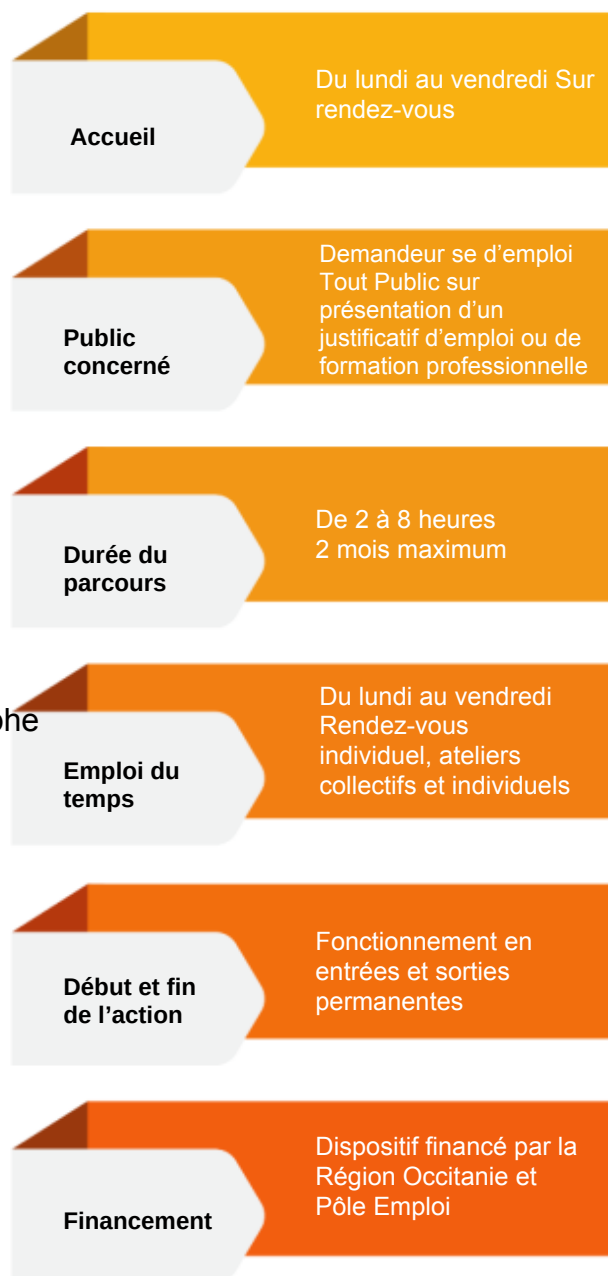 Accueil
Du lundi au vendredi Sur
rendez-vous
Public
concerné
Demandeur se d’emploi
Tout Public sur
présentation d’un
justificatif d’emploi ou de
formation professionnelle
Durée du
parcours
De 2 à 8 heures
2 mois maximum
Emploi du
temps
Du lundi au vendredi
Rendez-vous
individuel, ateliers
collectifs et individuels
Début et fin
de l’action
Fonctionnement en
entrées et sorties
permanentes
Financement
Dispositif financé par la
Région Occitanie et
Pôle Emploi